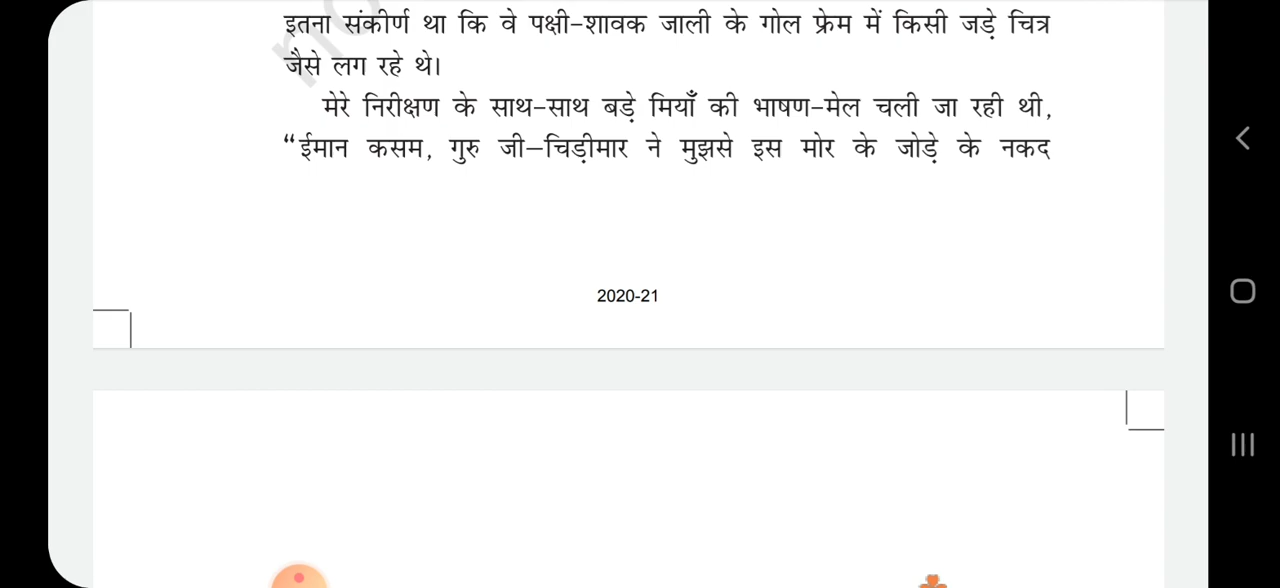 इतना संकीर्ण था कि वे पक्षी-शावक जाली के गोल फ्रेम में किसी जड़े चित्र
जैसे लग रहे थे।
मेरे निरीक्षण के साथ-साथ बड़े मियाँ की भाषण-मेल चली जा रही थी,
“ईमान कसम, गुरु जी—चिड़ीमार ने मुझसे इस मोर के जोड़े के नकद
2020-21